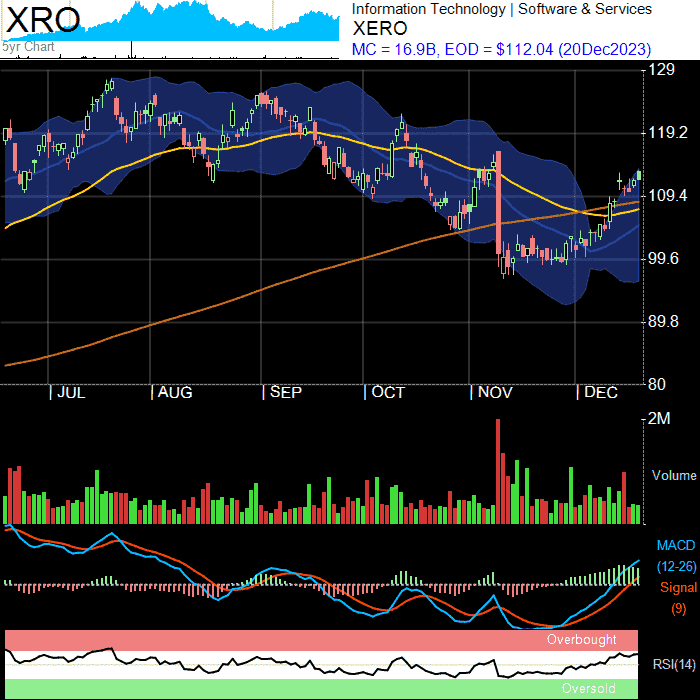 XRO
5yr Chart
Information Technology | Software & Services
XERO
MC = 16.9B, EOD = $112.04 (20Dec2023)
129
119.2
109.4
99.6
89.8
80
| JUL | AUG | SEP | OCT | NOV | DEC
2M
Volume
MACD
(12-26)
Signal
(9)
Overbought
RSI(14)
Oversold